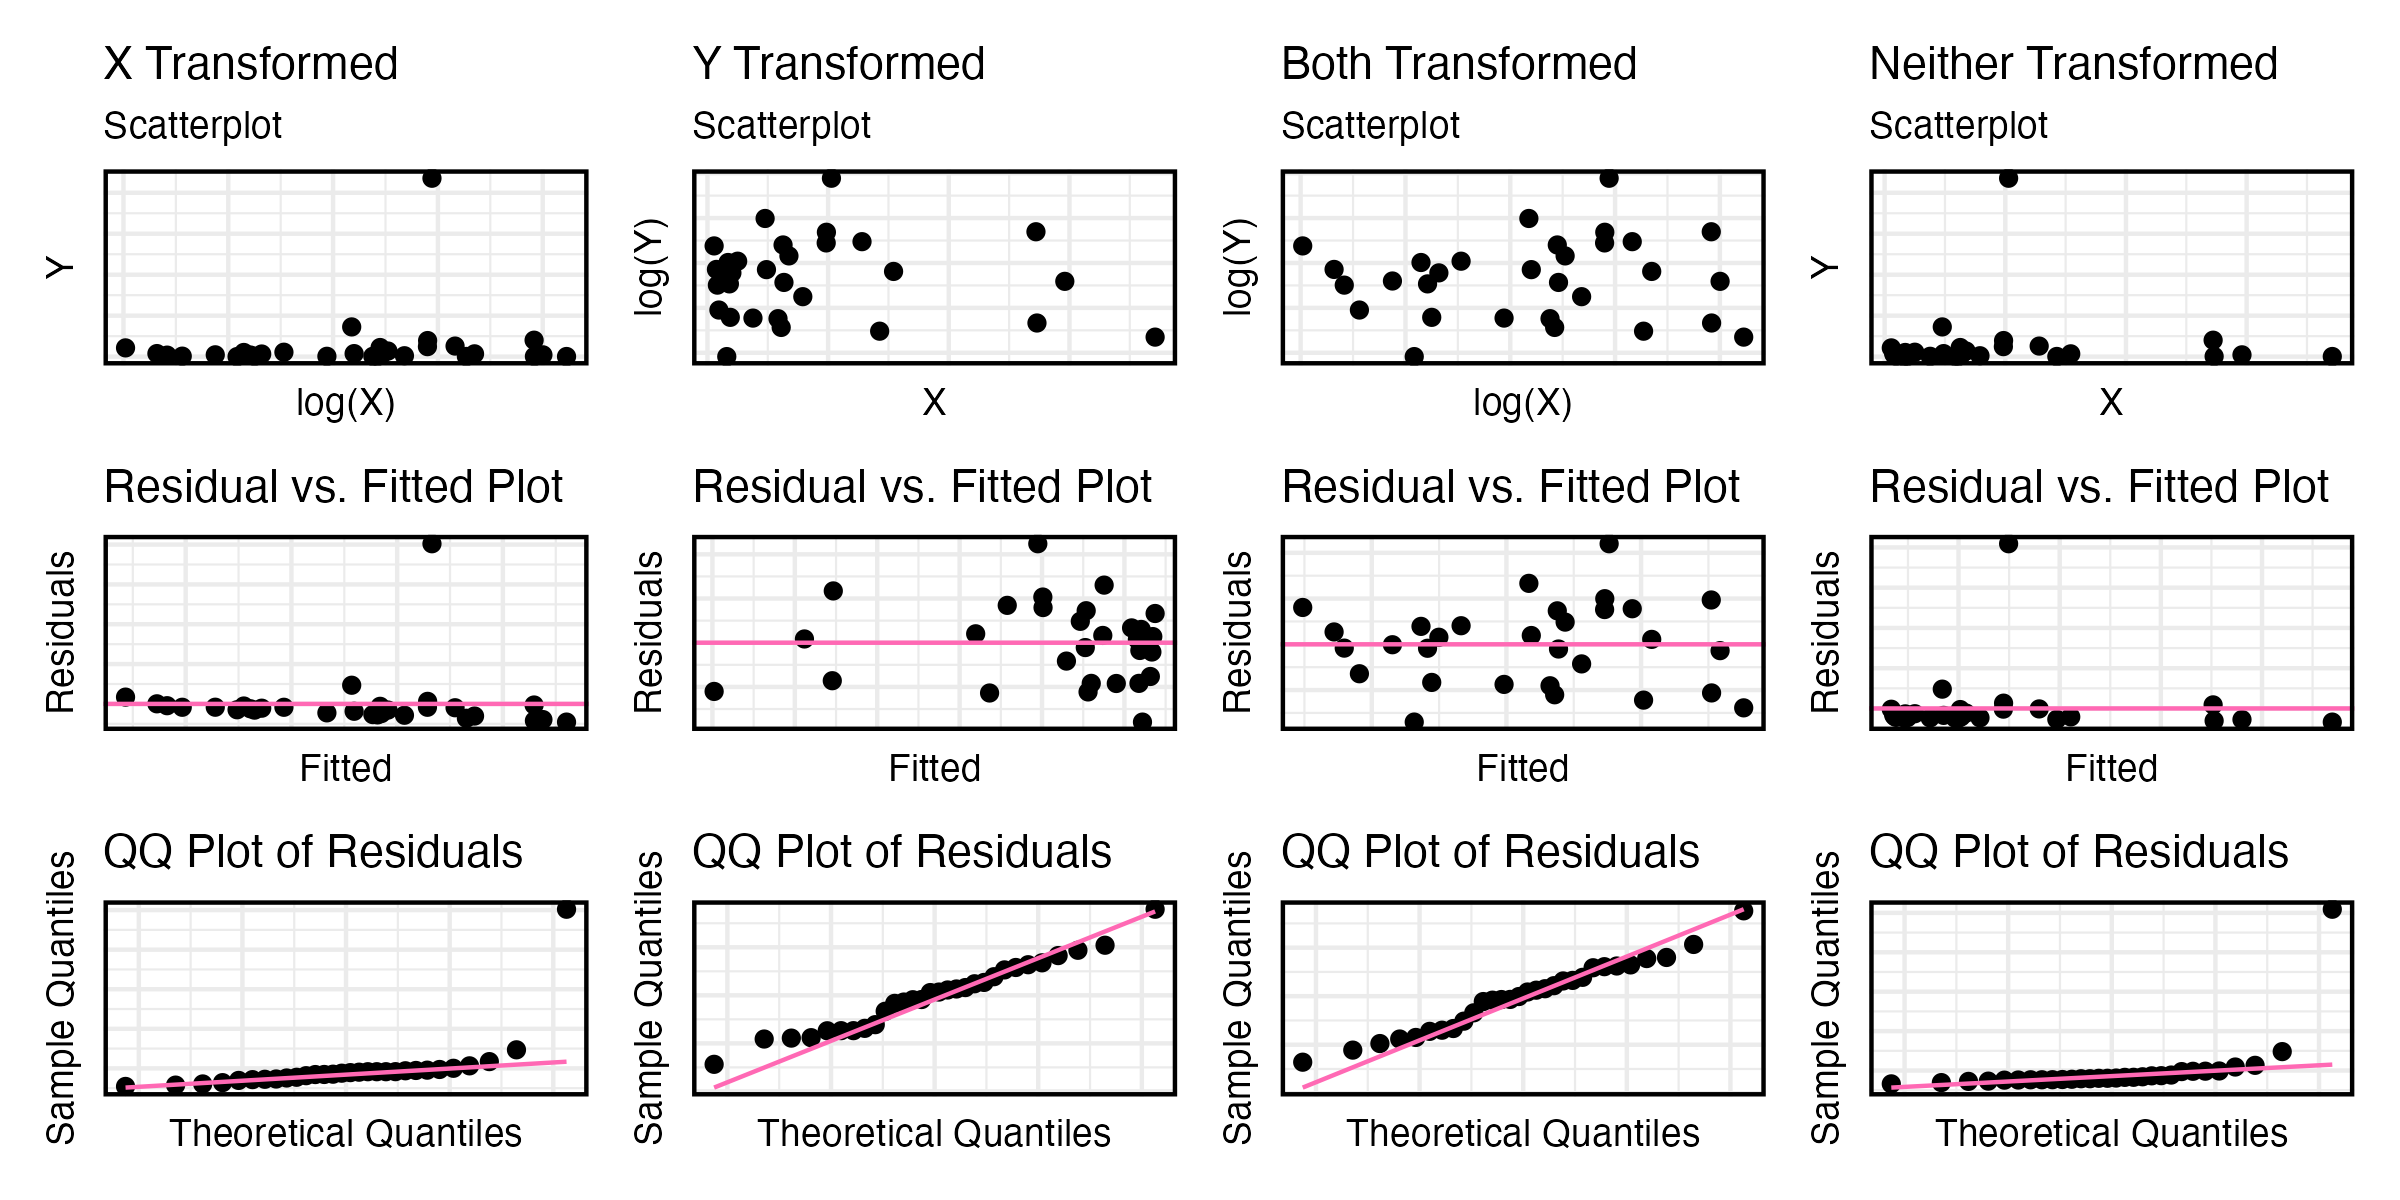 X Transformed
Y Transformed
Both Transformed
Neither Transformed
Scatterplot
Scatterplot
Scatterplot
Scatterplot
Y
log(Y)
log(Y)
Y
log(X)
X
log(X)
X
Residual vs. Fitted Plot
Residual vs. Fitted Plot
Residual vs. Fitted Plot
Residual vs. Fitted Plot
Residuals
Residuals
Residuals
Residuals
Fitted
Fitted
Fitted
Fitted
QQ Plot of Residuals
QQ Plot of Residuals
QQ Plot of Residuals
QQ Plot of Residuals
Sample Quantiles
Sample Quantiles
Sample Quantiles
Sample Quantiles
Theoretical Quantiles
Theoretical Quantiles
Theoretical Quantiles
Theoretical Quantiles